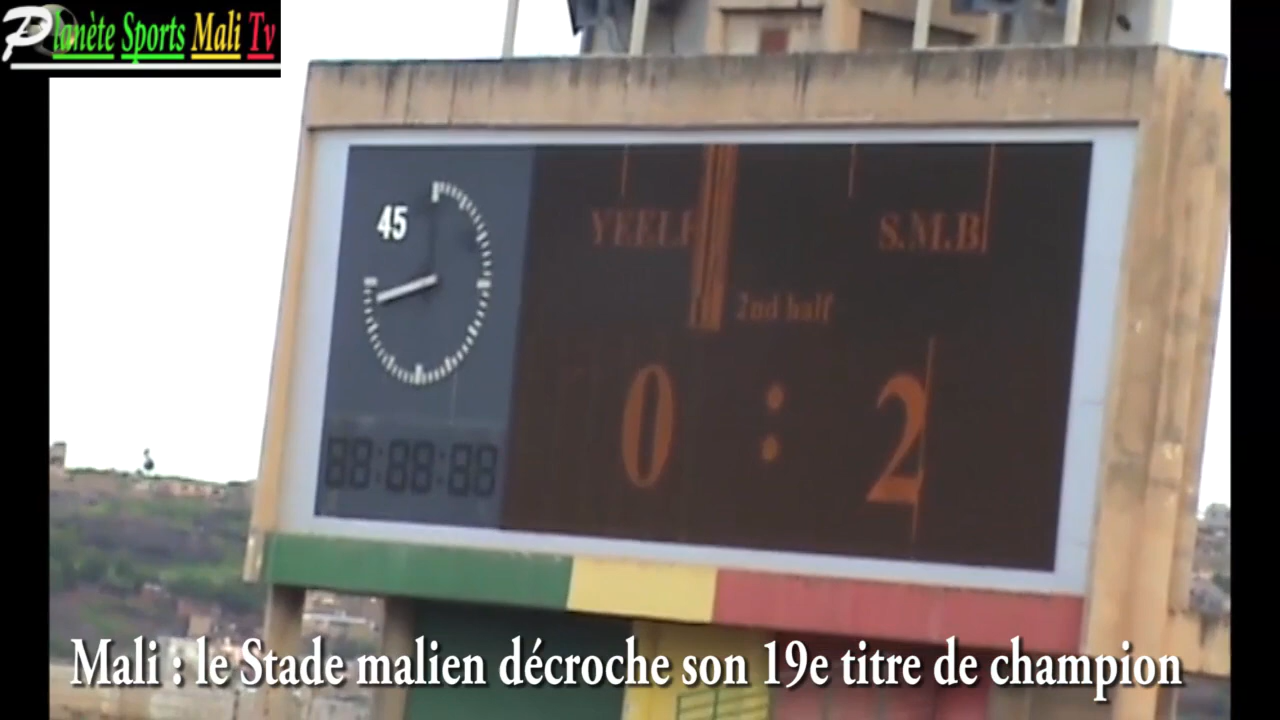 Planète Sports Mali Tv
45
S.M.B
2nd half
0 : 2
88:88:88
Mali : le Stade malien décroche son 19e titre de champion